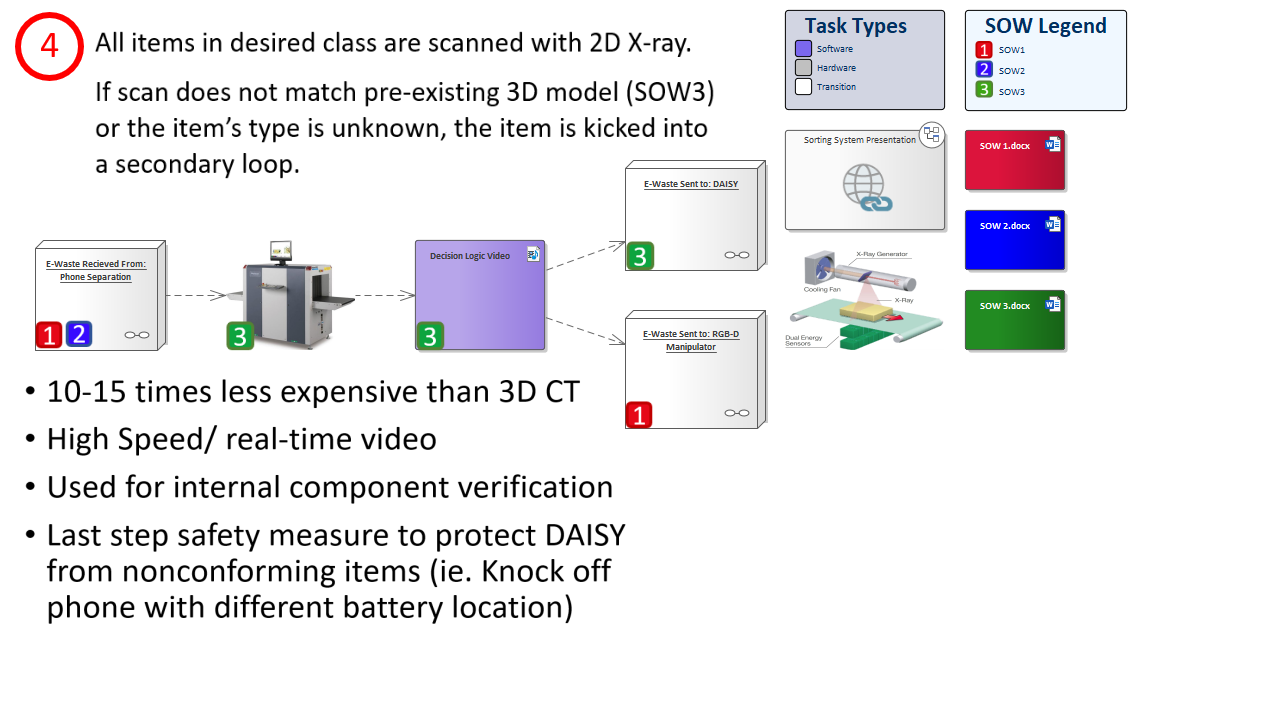 4
All items in desired class are scanned with 2D X-ray.
If scan does not match pre-existing 3D model (SOW3)
or the item's type is unknown, the item is kicked into
a secondary loop.
Task Types
Software
Hardware
Transition
SOW Legend
1 SOW1
2 SOW2
3 SOW3
Sorting System Presentation
SOW 1.docx
SOW 2.docx
SOW 3.docx
E-Waste Recieved From:
Phone Separation
1 2
3
Decision Logic Video
3
E-Waste Sent to: DAISY
3
E-Waste Sent to: RGB-D
Manipulator
1
X-Ray Generator
Cooling Fan
X-Ray
Dual Energy
Sensors
• 10-15 times less expensive than 3D CT
• High Speed/ real-time video
• Used for internal component verification
• Last step safety measure to protect DAISY
from nonconforming items (ie. Knock off
phone with different battery location)